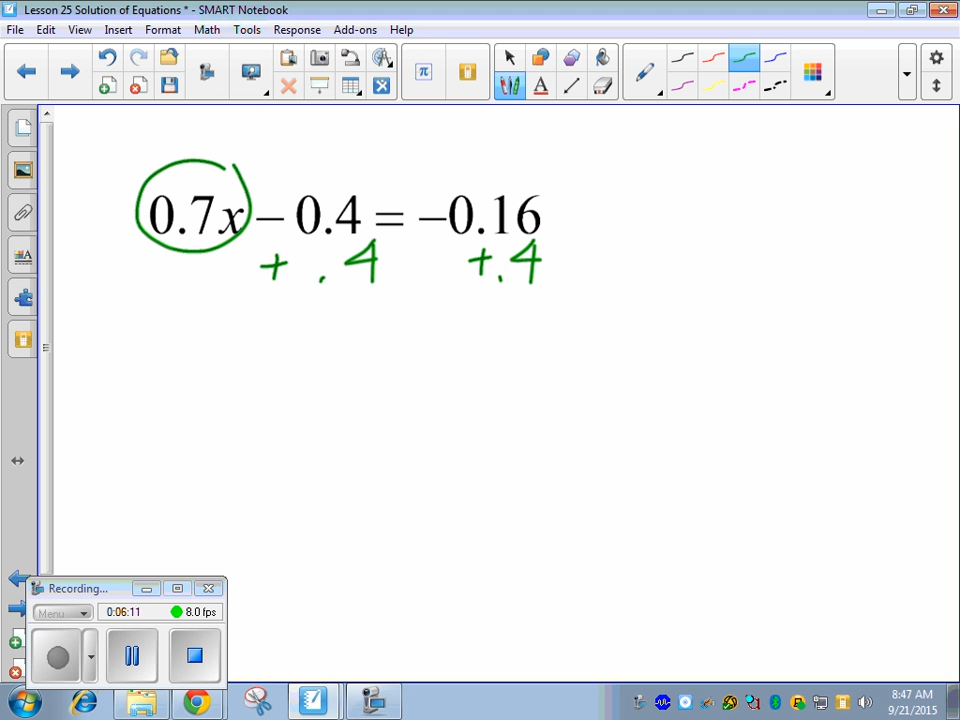 Lesson 25 Solution of Equations * - SMART Notebook
File Edit View Insert Format Math Tools Response Add-ons Help
π
A
0.7x – 0.4 = –0.16
+ .4 +.4
Recording...
Menu 0:06:11 8.0 fps
8:47 AM
9/21/2015